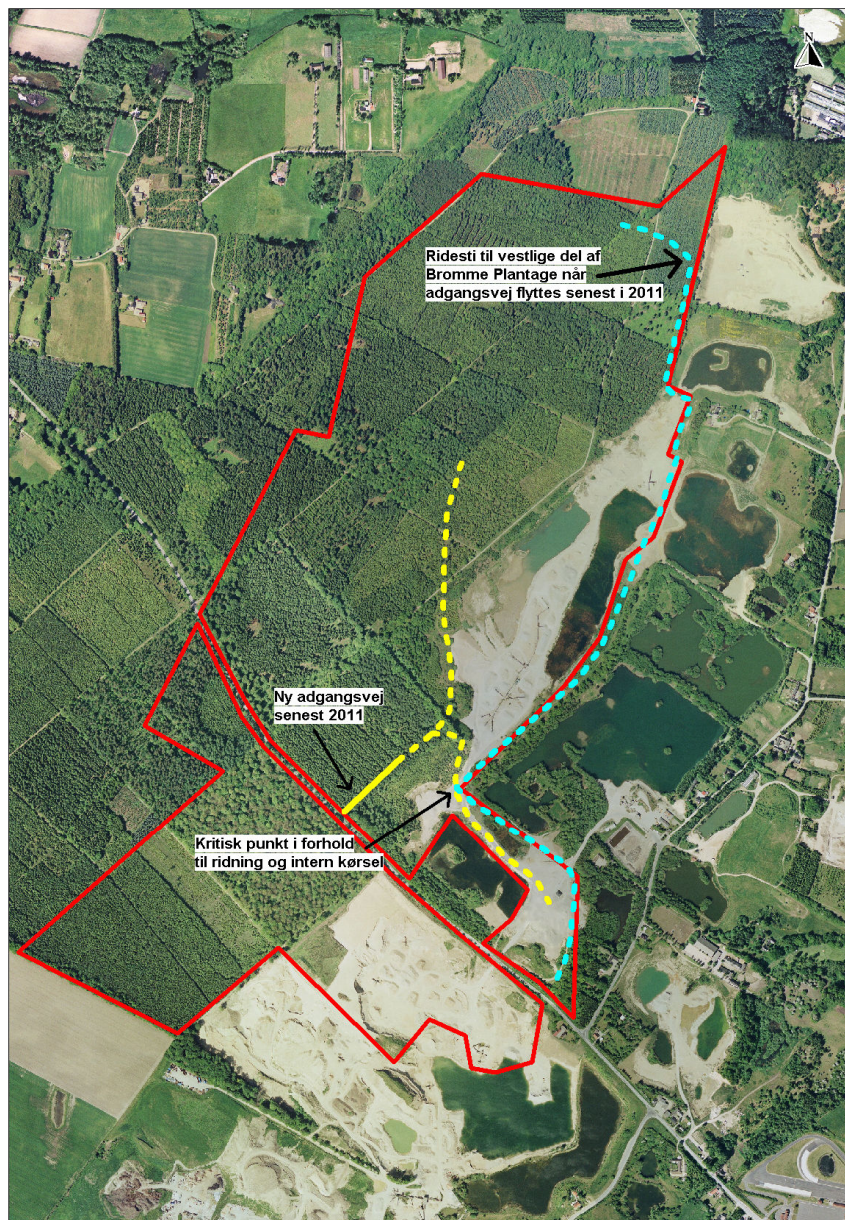 N
Ridesti til vestlige del af
Bromme Plantage når
adgangsvej flyttes senest i 2011
Ny adgangsvej
senest 2011
Kritisk punkt i forhold
til ridning og intern kørsel